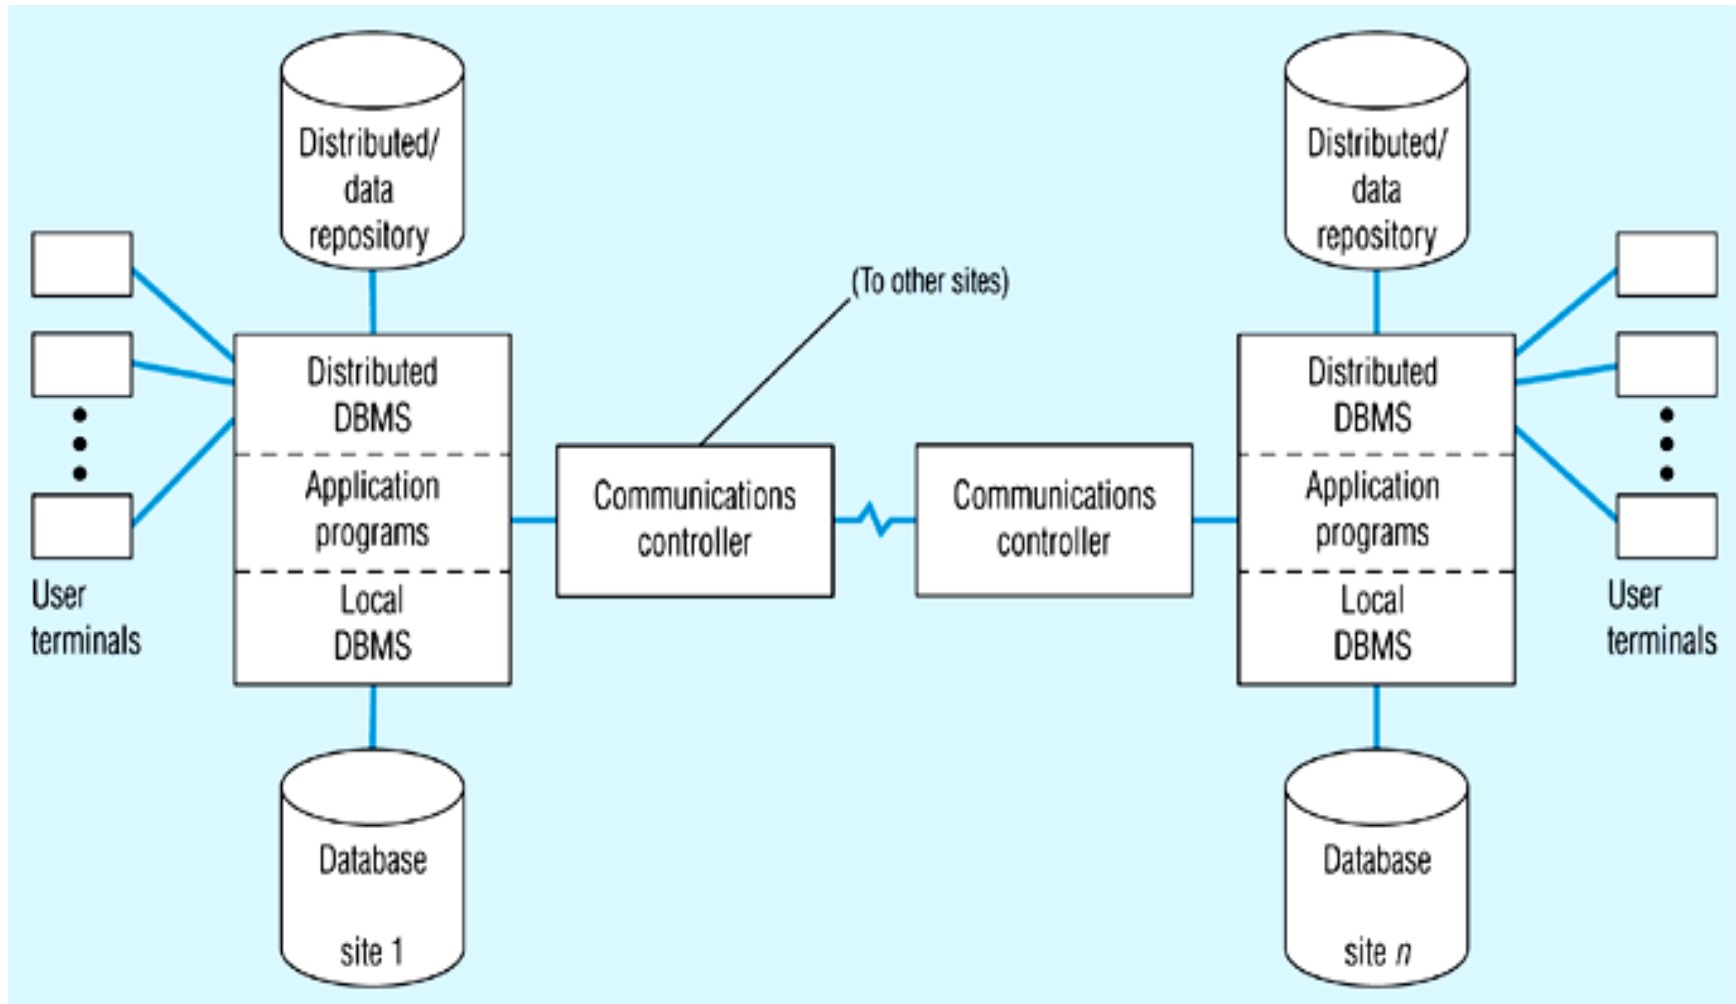 Distributed/
data
repository
Distributed/
data
repository
(To other sites)
Distributed
DBMS
Application
programs
Local
DBMS
Communications
controller
Communications
controller
Distributed
DBMS
Application
programs
Local
DBMS
User
terminals
User
terminals
Database
site 1
Database
site n